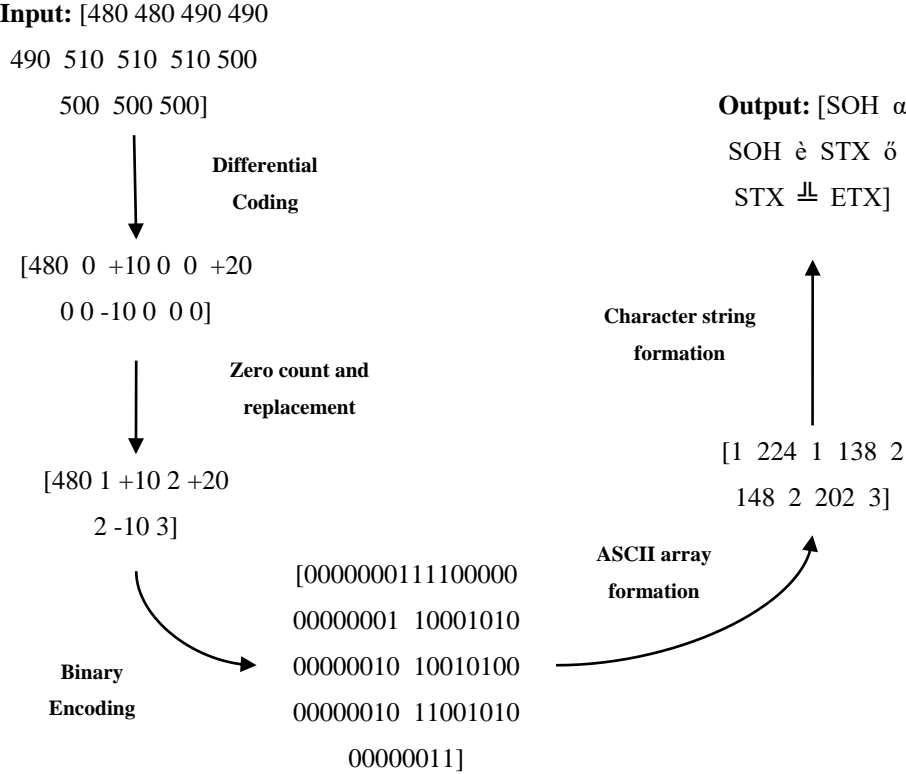 Input: [480 480 490 490
490 510 510 510 500
500 500 500]
Differential
Coding
[480 0 +10 0 0 +20
0 0 -10 0 0 0]
Zero count and
replacement
[480 1 +10 2 +20
2 -10 3]
Binary
Encoding
[0000000111100000
00000001 10001010
00000010 10010100
00000010 11001010
00000011]
ASCII array
formation
[1 224 1 138 2
148 2 202 3]
Character string
formation
Output: [SOH α
SOH è STX ő
STX ╩ ETX]